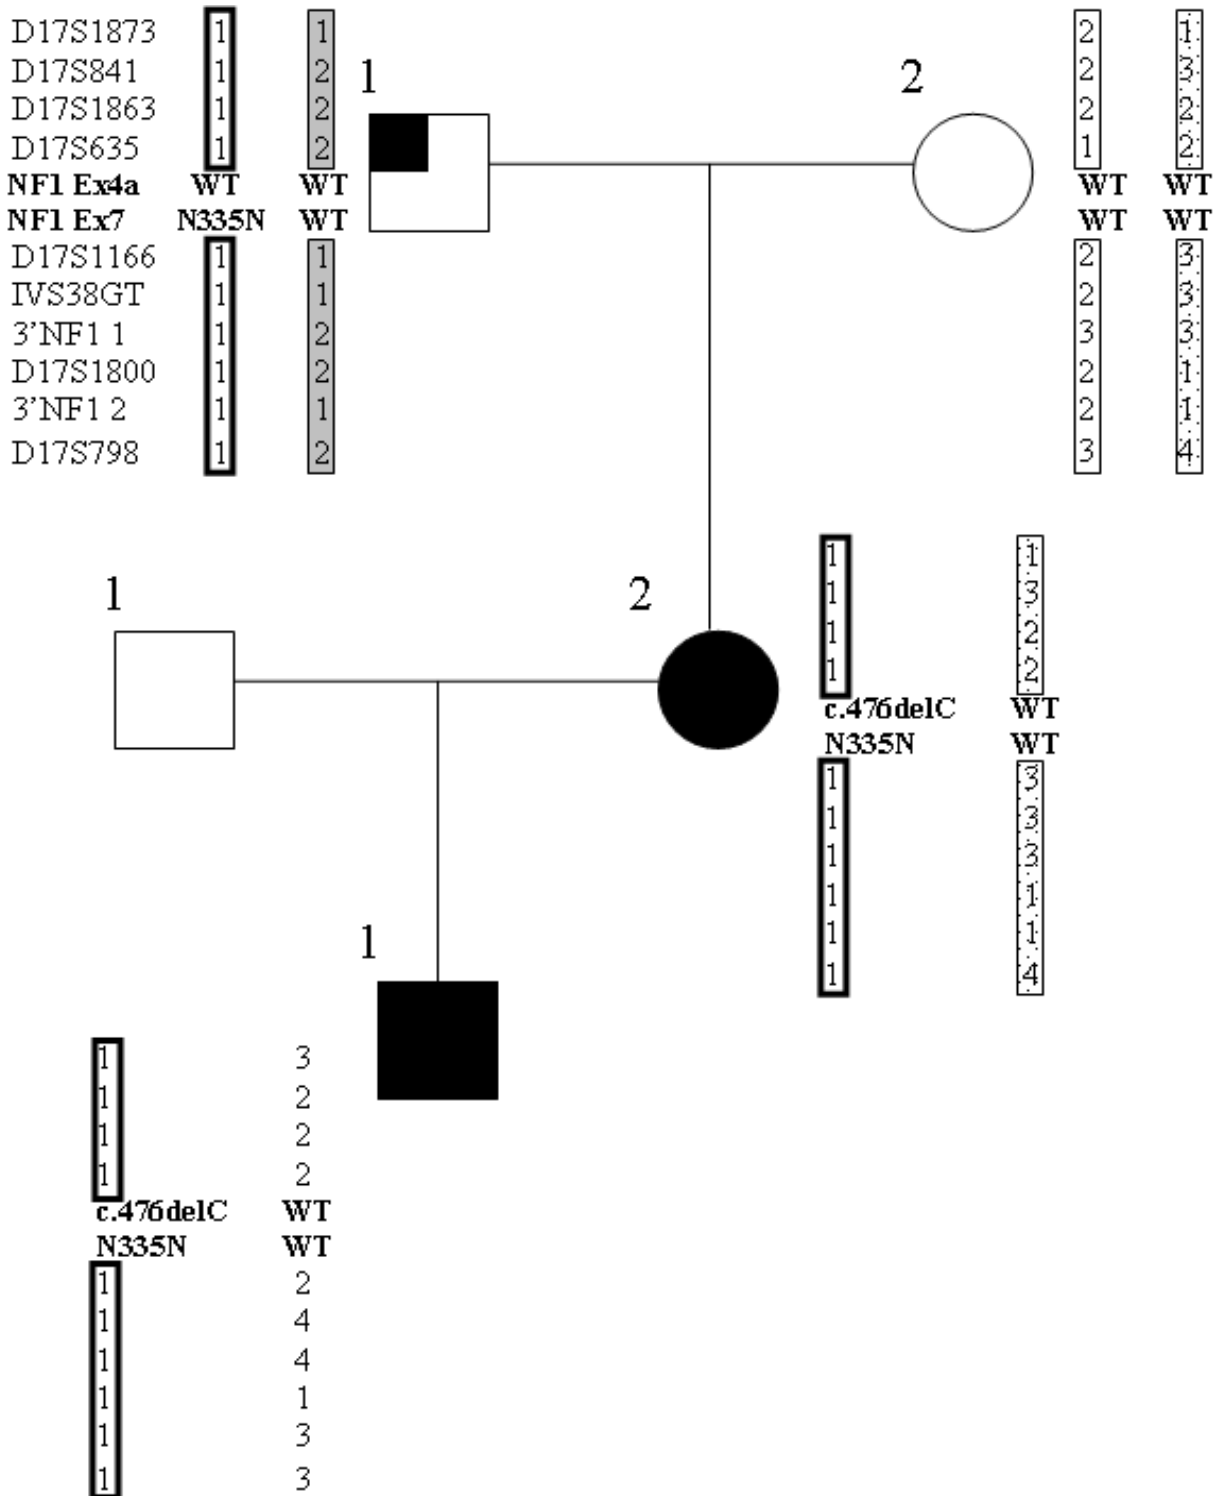 D17S1873 1 1 2 1
D17S841 1 2 1 2 2 3
D17S1863 1 2 2 2
D17S635 1 2 1 2
NF1 Ex4a WT WT WT WT
NF1 Ex7 N335N WT WT WT
D17S1166 1 1 2 3
IVS38GT 1 1 2 3
3'NF1 1 1 2 3 3
D17S1800 1 2 2 1
3'NF1 2 1 1 2 1
D17S798 1 2 3 4
1 1
1 2 1 3
1 2
1 2
c.476delC WT
N335N WT
1 3
1 3
1 3
1 1
1 1
1 1 4
1 3
1 2
1 2
1 2
c.476delC WT
N335N WT
1 2
1 4
1 4
1 1
1 3
1 3